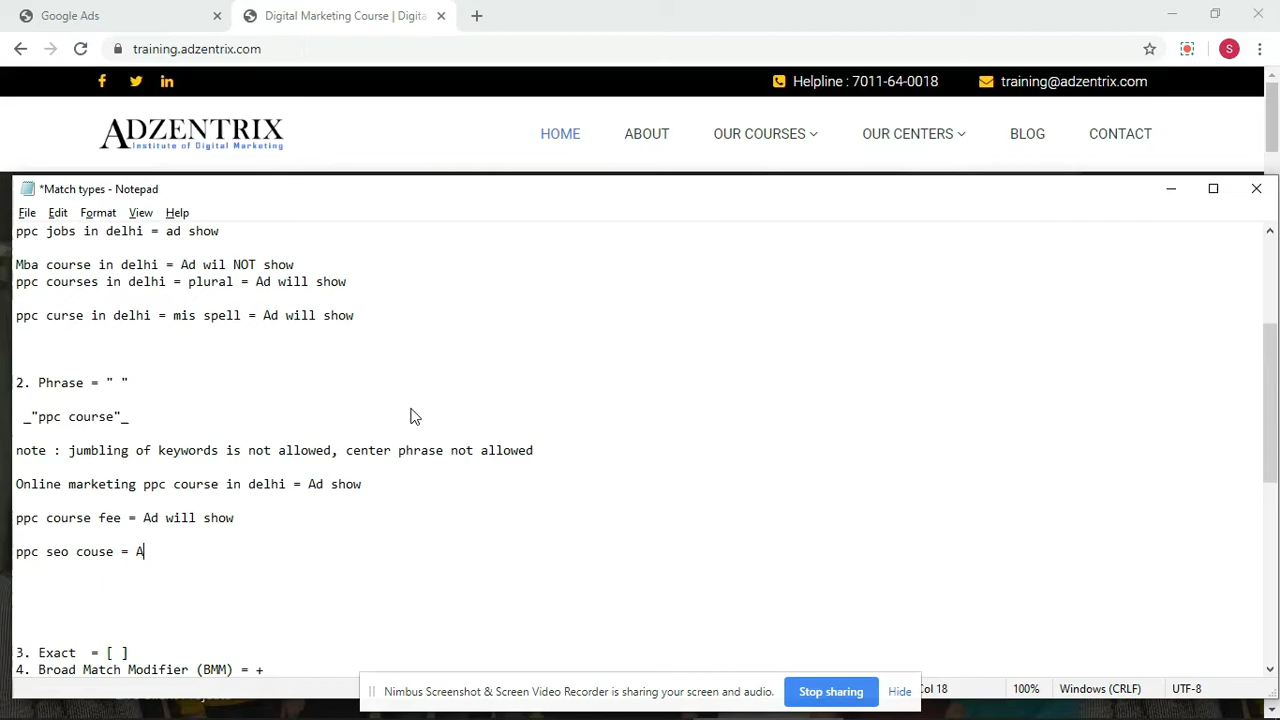 Google Ads
Digital Marketing Course | Digita
training.adzentrix.com
S
Helpline : 7011-64-0018
training@adzentrix.com
ADZENTRIX
Institute of Digital Marketing
HOME
ABOUT
OUR COURSES
OUR CENTERS
BLOG
CONTACT
*Match types - Notepad
File Edit Format View Help
ppc jobs in delhi = ad show
Mba course in delhi = Ad wil NOT show
ppc courses in delhi = plural = Ad will show
ppc curse in delhi = mis spell = Ad will show
2. Phrase = " "
_"ppc course"_
note : jumbling of keywords is not allowed, center phrase not allowed
Online marketing ppc course in delhi = Ad show
ppc course fee = Ad will show
ppc seo couse = A
3. Exact = [ ]
4. Broad Match Modifier (BMM) = +
Nimbus Screenshot & Screen Video Recorder is sharing your screen and audio.
Stop sharing
Hide
Col 18
100%
Windows (CRLF)
UTF-8